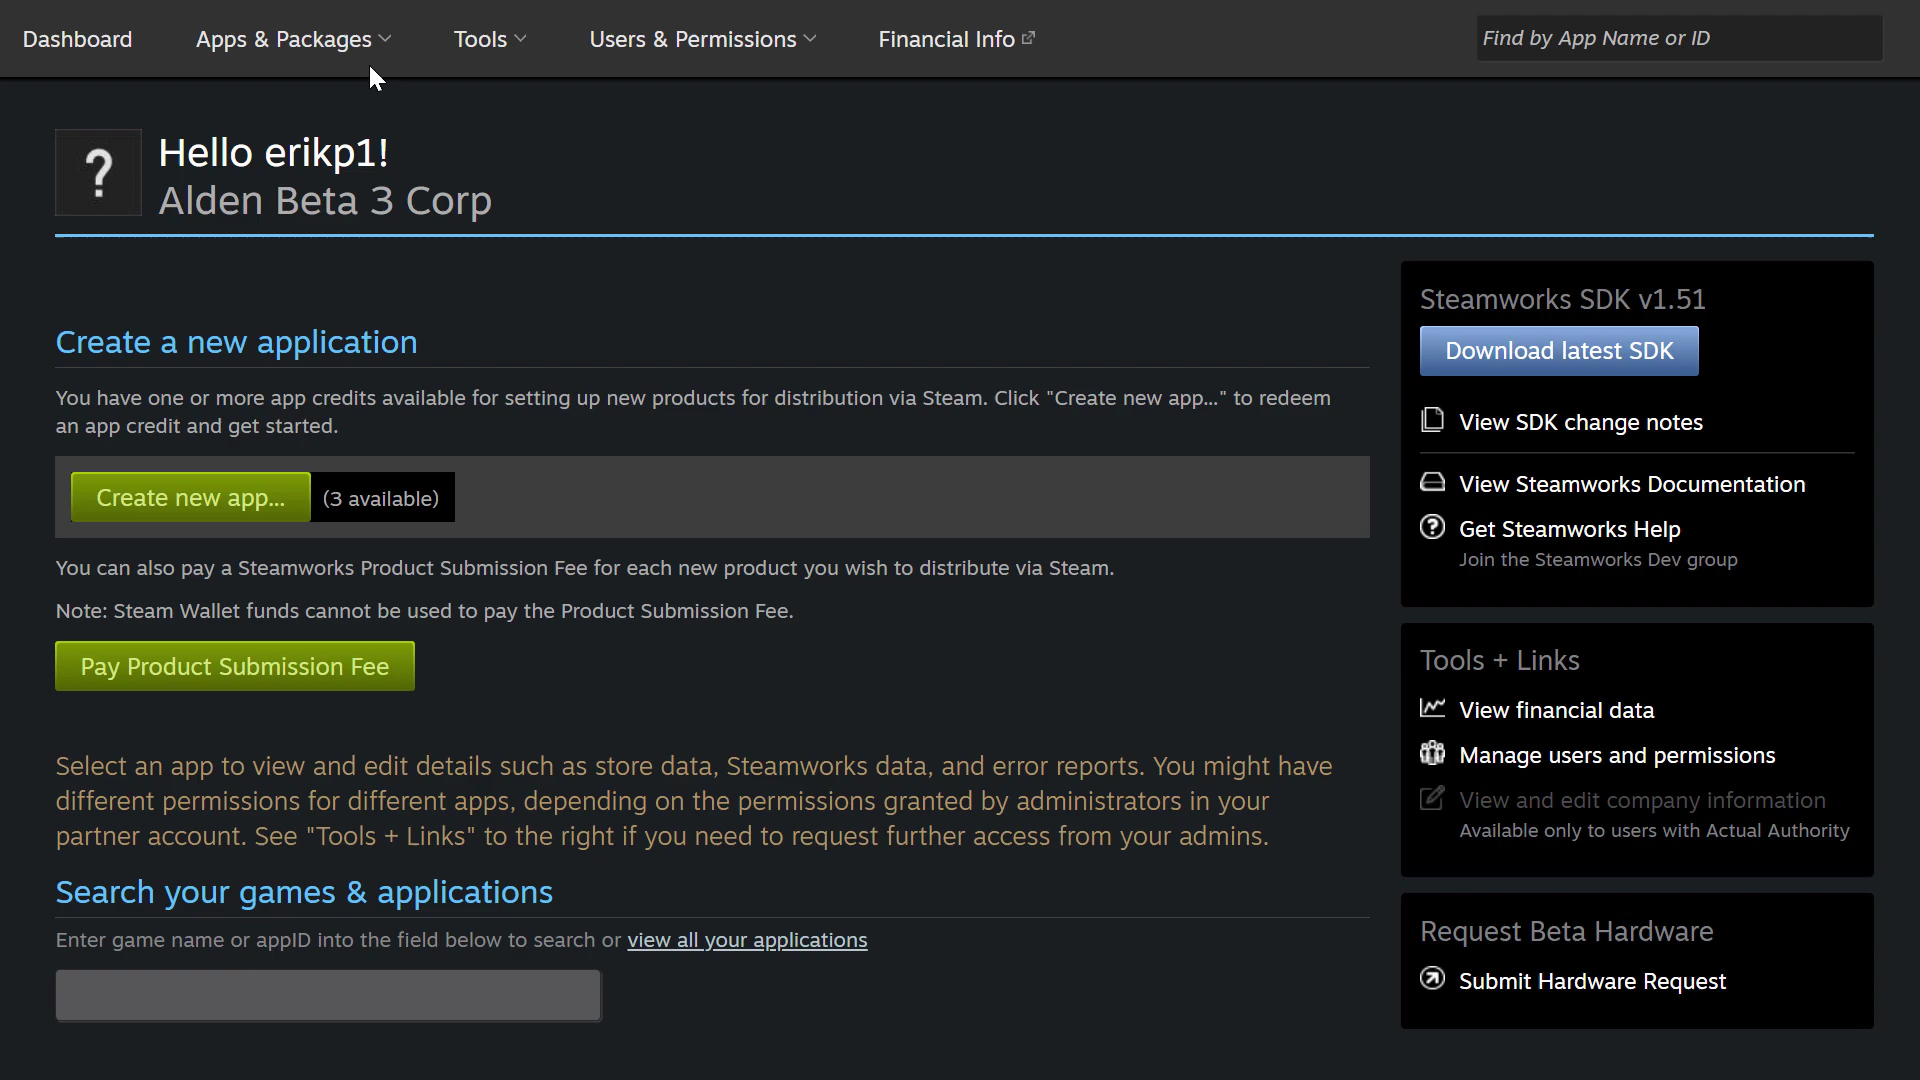 Dashboard
Apps & Packages
Tools
Users & Permissions
Financial Info
Find by App Name or ID
?
Hello erikp1!
Alden Beta 3 Corp
Create a new application
You have one or more app credits available for setting up new products for distribution via Steam. Click "Create new app..." to redeem
an app credit and get started.
Create new app...
(3 available)
You can also pay a Steamworks Product Submission Fee for each new product you wish to distribute via Steam.
Note: Steam Wallet funds cannot be used to pay the Product Submission Fee.
Pay Product Submission Fee
Select an app to view and edit details such as store data, Steamworks data, and error reports. You might have
different permissions for different apps, depending on the permissions granted by administrators in your
partner account. See "Tools + Links" to the right if you need to request further access from your admins.
Search your games & applications
Enter game name or appID into the field below to search or view all your applications
Steamworks SDK v1.51
Download latest SDK
View SDK change notes
View Steamworks Documentation
Get Steamworks Help
Join the Steamworks Dev group
Tools + Links
View financial data
Manage users and permissions
View and edit company information
Available only to users with Actual Authority
Request Beta Hardware
Submit Hardware Request